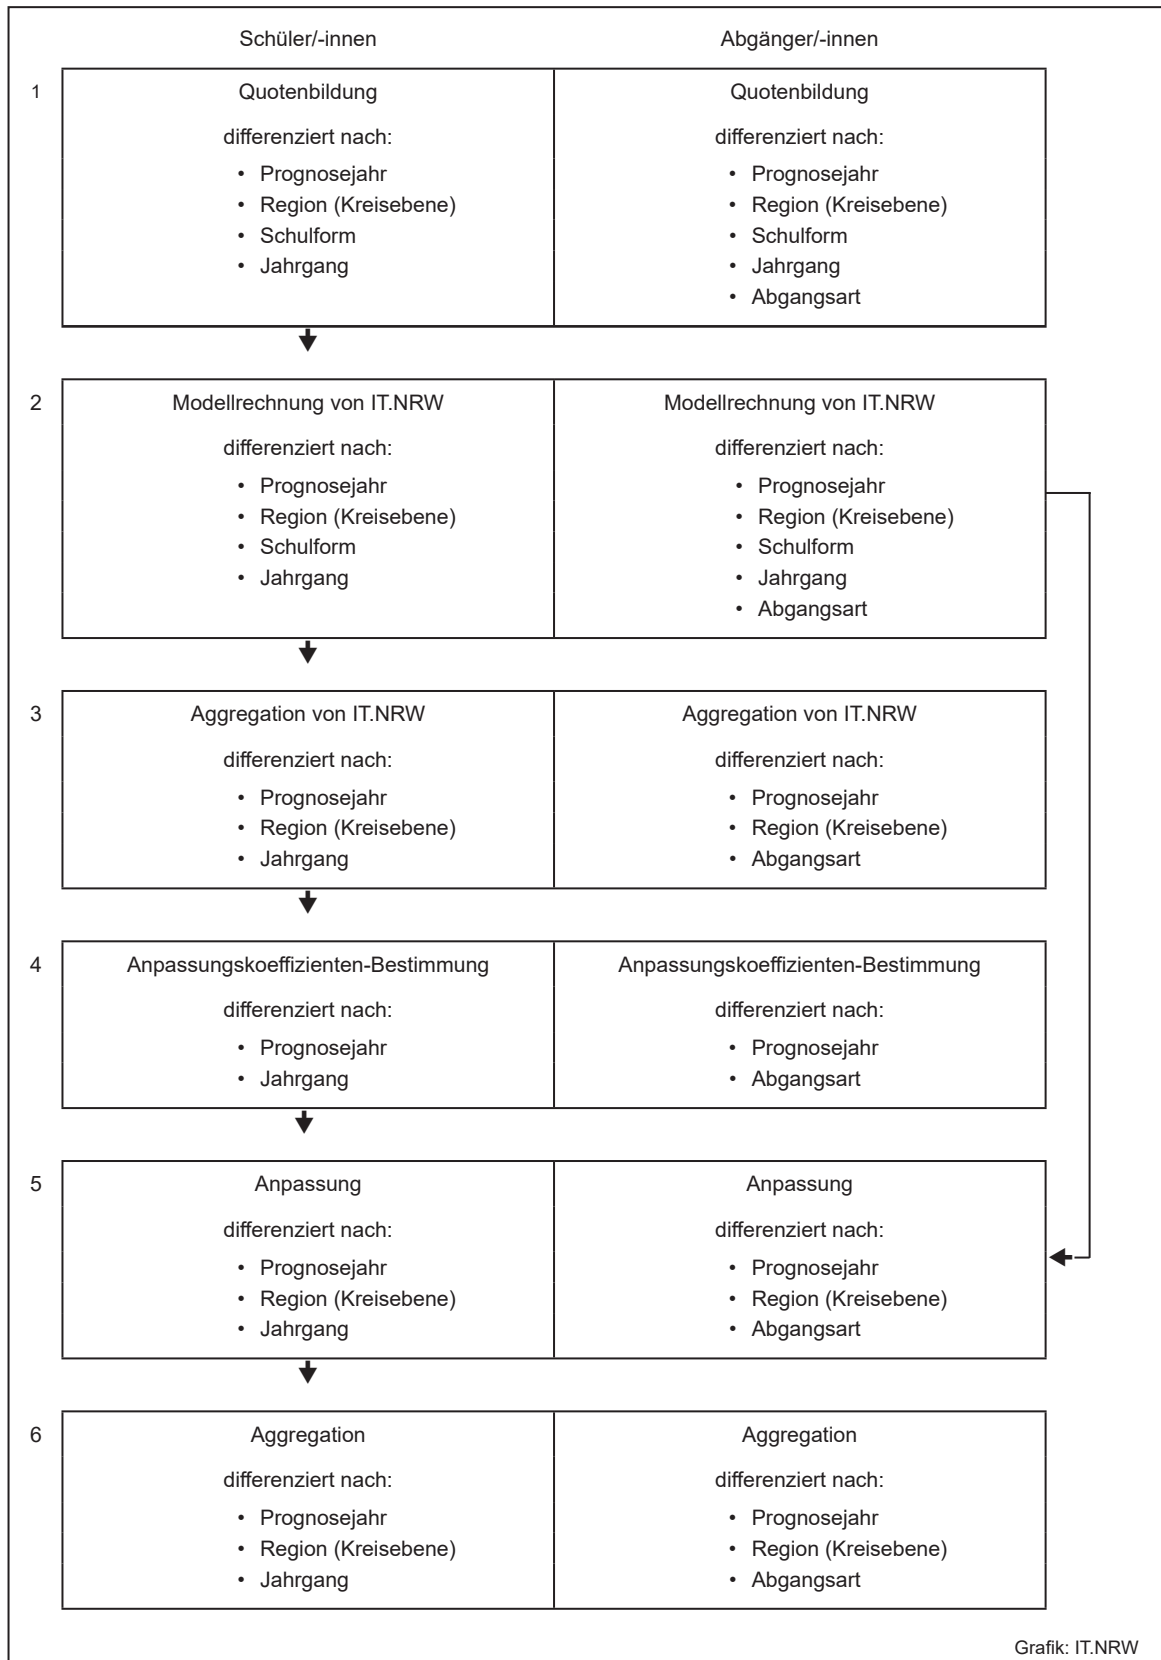 Schüler/-innen Abgänger/-innen
1 Quotenbildung Quotenbildung
differenziert nach: differenziert nach:
• Prognosejahr • Prognosejahr
• Region (Kreisebene) • Region (Kreisebene)
• Schulform • Schulform
• Jahrgang • Jahrgang
• Abgangsart
2 Modellrechnung von IT.NRW Modellrechnung von IT.NRW
differenziert nach: differenziert nach:
• Prognosejahr • Prognosejahr
• Region (Kreisebene) • Region (Kreisebene)
• Schulform • Schulform
• Jahrgang • Jahrgang
• Abgangsart
3 Aggregation von IT.NRW Aggregation von IT.NRW
differenziert nach: differenziert nach:
• Prognosejahr • Prognosejahr
• Region (Kreisebene) • Region (Kreisebene)
• Jahrgang • Abgangsart
4 Anpassungskoeffizienten-Bestimmung Anpassungskoeffizienten-Bestimmung
differenziert nach: differenziert nach:
• Prognosejahr • Prognosejahr
• Jahrgang • Abgangsart
5 Anpassung Anpassung
differenziert nach: differenziert nach:
• Prognosejahr • Prognosejahr
• Region (Kreisebene) • Region (Kreisebene)
• Jahrgang • Abgangsart
6 Aggregation Aggregation
differenziert nach: differenziert nach:
• Prognosejahr • Prognosejahr
• Region (Kreisebene) • Region (Kreisebene)
• Jahrgang • Abgangsart
Grafik: IT.NRW